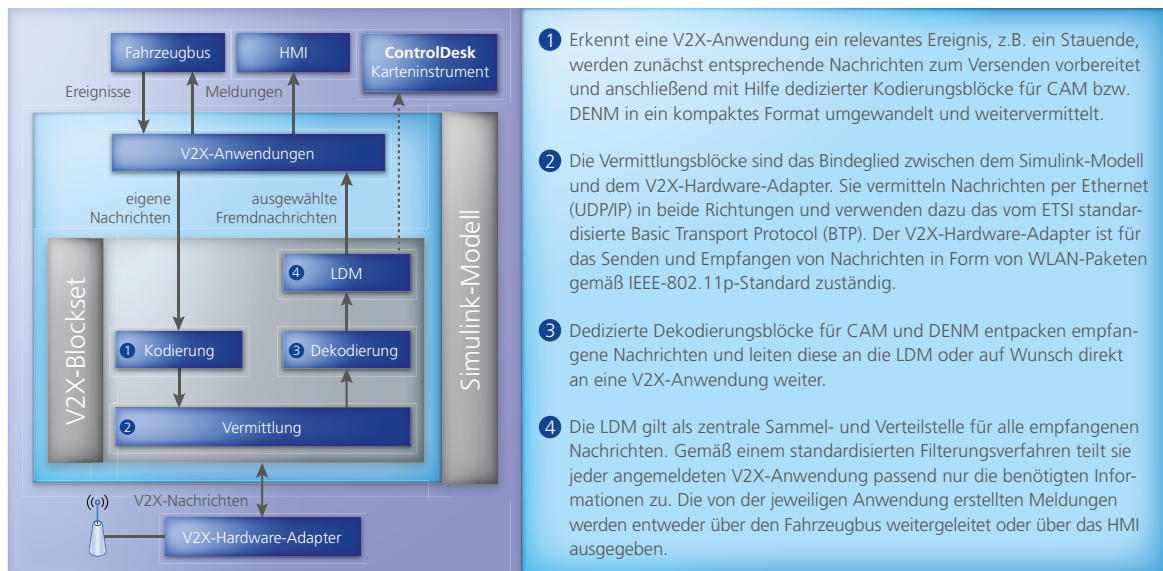 Fahrzeugbus
HMI
ControlDesk
Karteninstrument
Ereignisse
Meldungen
V2X-Anwendungen
eigene
Nachrichten
ausgewählte
Fremdnachrichten
4 LDM
1 Kodierung
3 Dekodierung
2 Vermittlung
V2X-Blockset
Simulink-Modell
V2X-Nachrichten
V2X-Hardware-Adapter
1 Erkennt eine V2X-Anwendung ein relevantes Ereignis, z.B. ein Stauende,
werden zunächst entsprechende Nachrichten zum Versenden vorbereitet
und anschließend mit Hilfe dedizierter Kodierungsblöcke für CAM bzw.
DENM in ein kompaktes Format umgewandelt und weitervermittelt.
2 Die Vermittlungsblöcke sind das Bindeglied zwischen dem Simulink-Modell
und dem V2X-Hardware-Adapter. Sie vermitteln Nachrichten per Ethernet
(UDP/IP) in beide Richtungen und verwenden dazu das vom ETSI standar-
disierte Basic Transport Protocol (BTP). Der V2X-Hardware-Adapter ist für
das Senden und Empfangen von Nachrichten in Form von WLAN-Paketen
gemäß IEEE-802.11p-Standard zuständig.
3 Dedizierte Dekodierungsblöcke für CAM und DENM entpacken empfan-
gene Nachrichten und leiten diese an die LDM oder auf Wunsch direkt
an eine V2X-Anwendung weiter.
4 Die LDM gilt als zentrale Sammel- und Verteilstelle für alle empfangenen
Nachrichten. Gemäß einem standardisierten Filterungsverfahren teilt sie
jeder angemeldeten V2X-Anwendung passend nur die benötigten Infor-
mationen zu. Die von der jeweiligen Anwendung erstellten Meldungen
werden entweder über den Fahrzeugbus weitergeleitet oder über das HMI
ausgegeben.